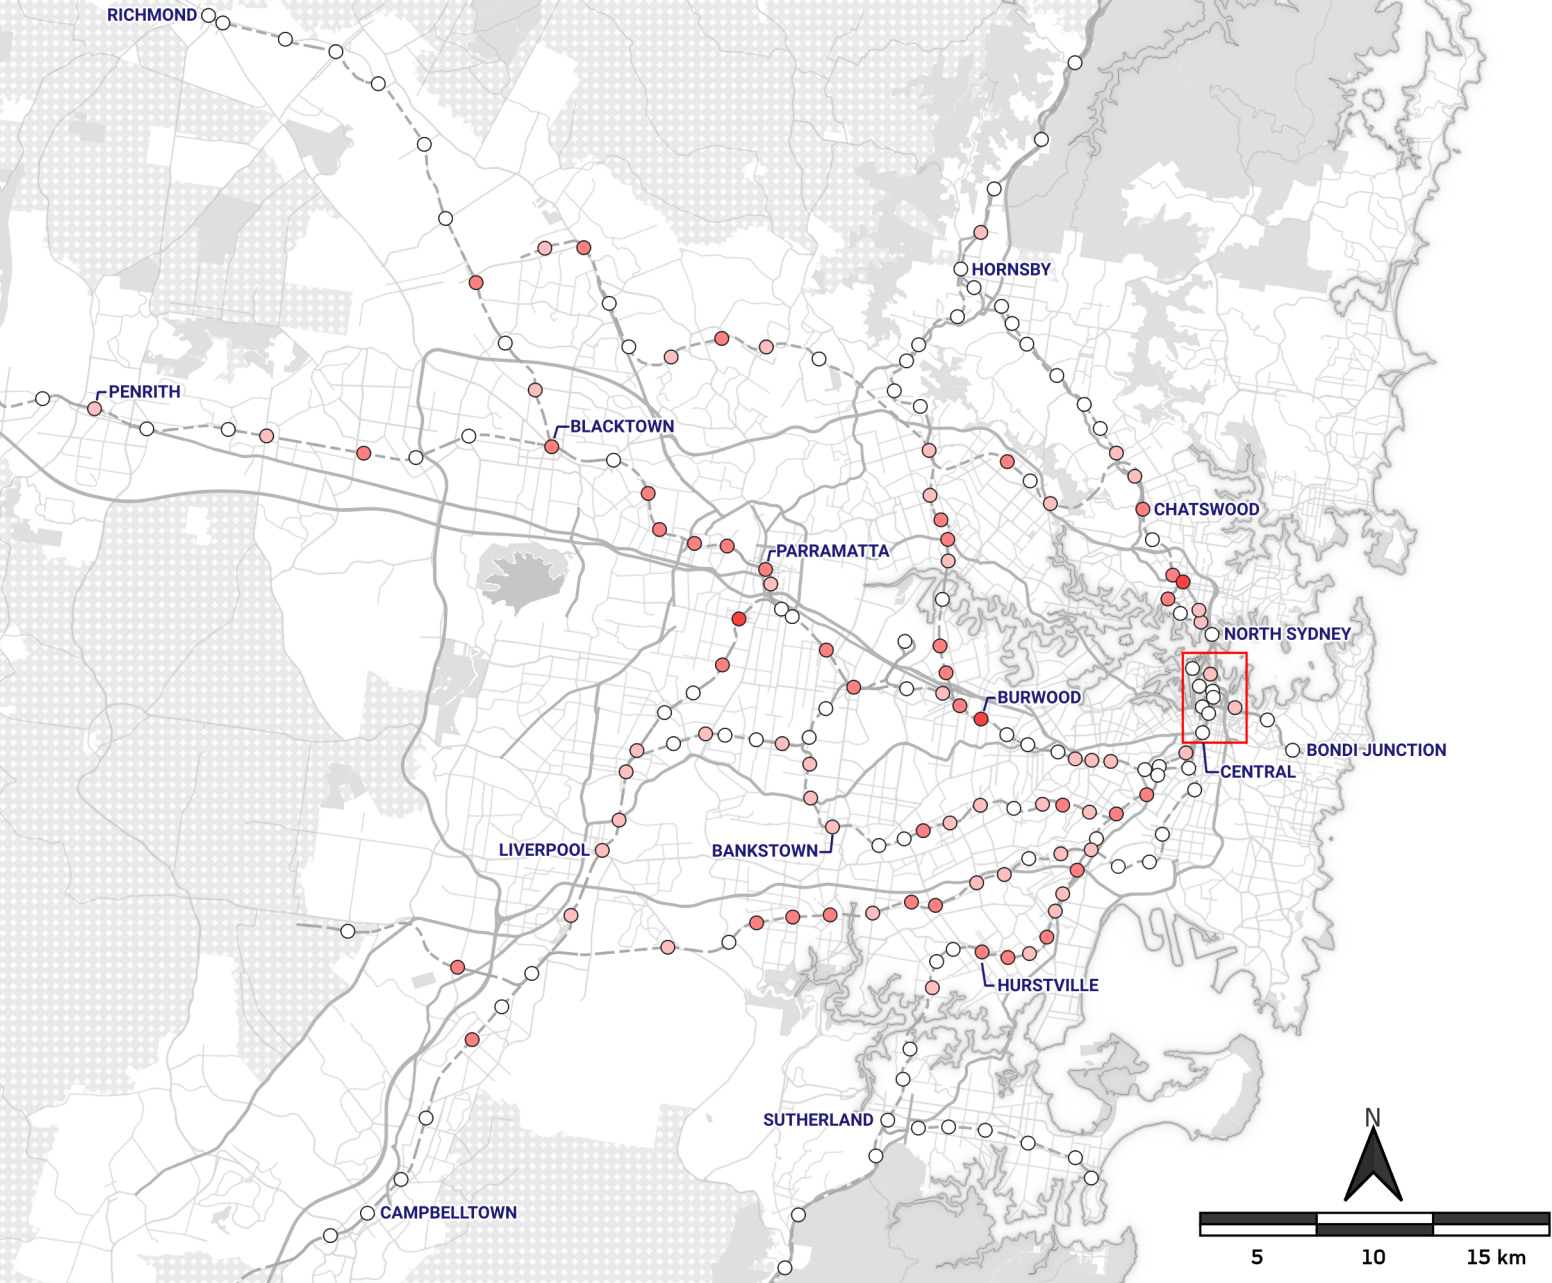 RICHMOND
HORNSBY
PENRITH
BLACKTOWN
CHATSWOOD
PARRAMATTA
NORTH SYDNEY
BURWOOD
BONDI JUNCTION
CENTRAL
LIVERPOOL
BANKSTOWN
HURSTVILLE
SUTHERLAND
N
CAMPBELLTOWN
5 10 15 km